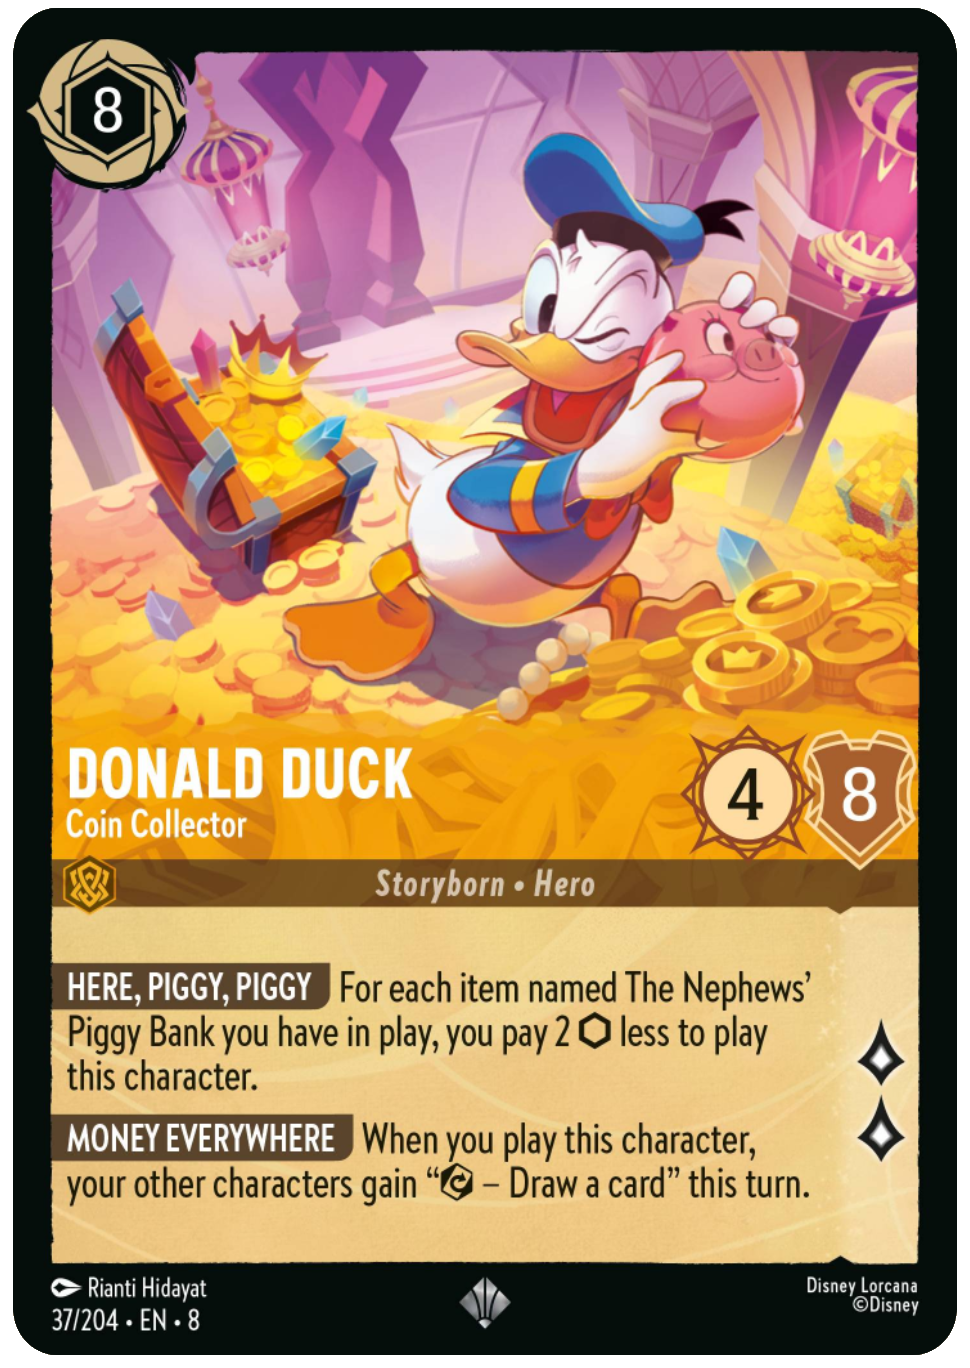 8
DONALD DUCK
Coin Collector
4
8
Storyborn • Hero
HERE, PIGGY, PIGGY For each item named The Nephews’
Piggy Bank you have in play, you pay 2 ⬡ less to play
this character.
MONEY EVERYWHERE When you play this character,
your other characters gain “⟳ – Draw a card” this turn.
Rianti Hidayat
37/204 • EN • 8
Disney Lorcana
©Disney